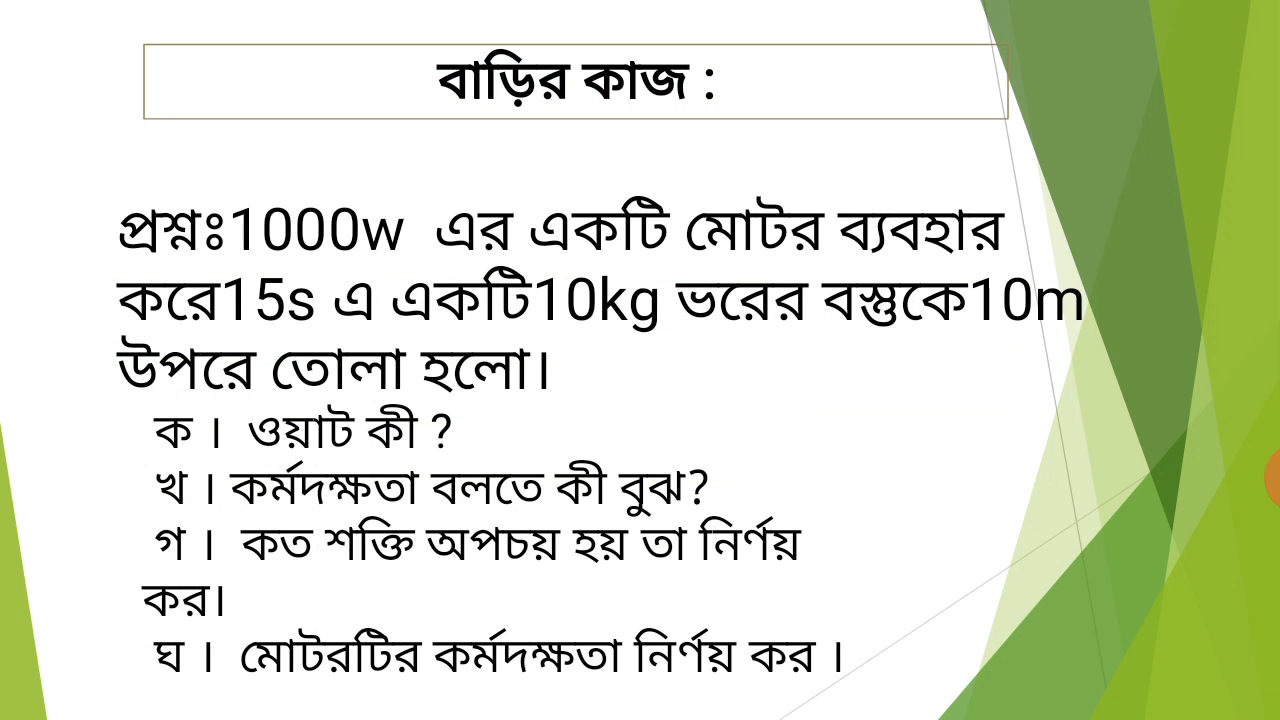 বাড়ির কাজ :
প্রশ্নঃ1000w এর একটি মোটর ব্যবহার
করে15s এ একটি10kg ভরের বস্তুকে10m
উপরে তোলা হলো।
ক । ওয়াট কী ?
খ । কর্মদক্ষতা বলতে কী বুঝ?
গ । কত শক্তি অপচয় হয় তা নির্ণয়
কর।
ঘ । মোটরটির কর্মদক্ষতা নির্ণয় কর ।